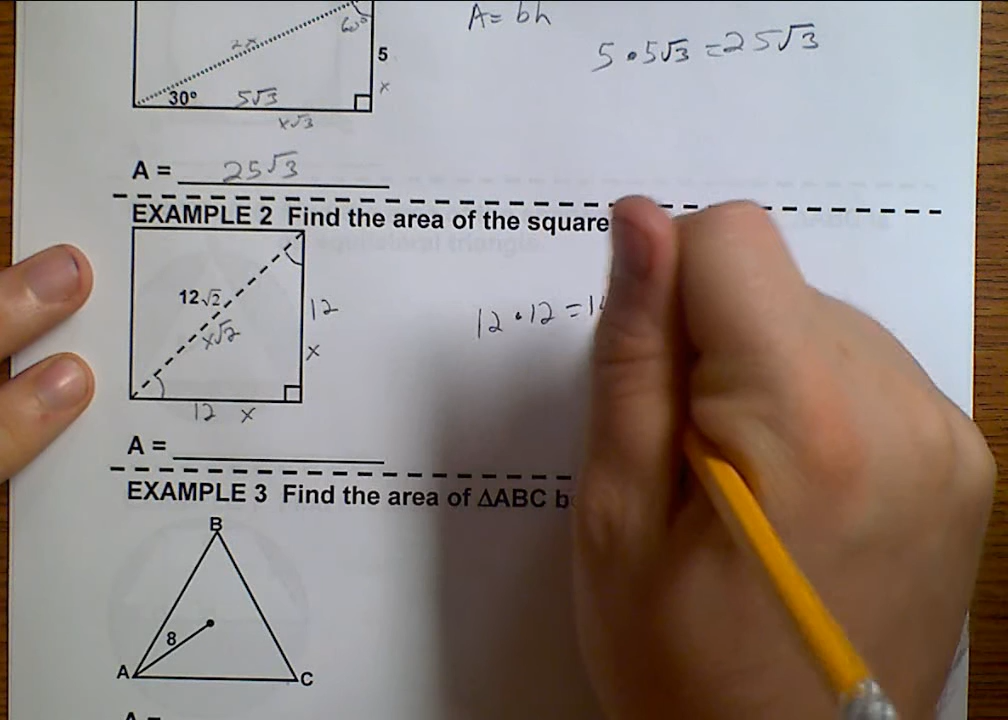 60°
A = bh
2x
5
5 • 5√3 = 25√3
x
30° 5√3
x√3
A = 25√3
EXAMPLE 2 Find the area of the square
12√2
x√2
12
12 • 12 = 1
x
12 x
A =
EXAMPLE 3 Find the area of ΔABC b
B
8
A
C
A =